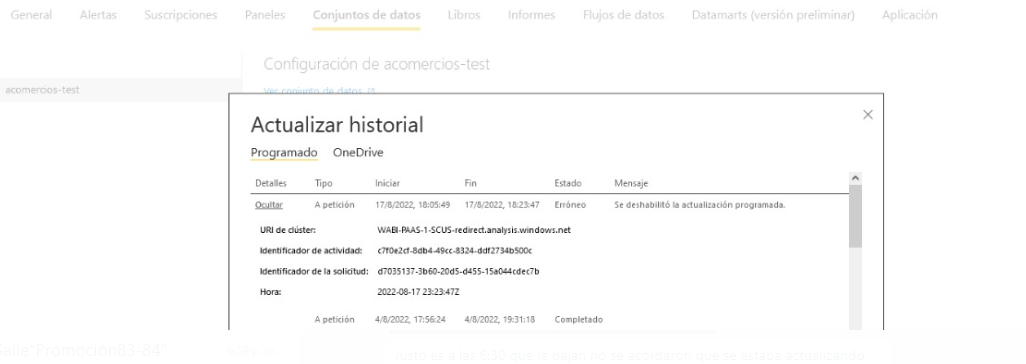 General Alertas Suscripciones Paneles Conjuntos de datos Libros Informes Flujos de datos Datamarts (versión preliminar) Aplicación
Configuración de acomercios-test
acomercios-test
Ver conjunto de datos
Actualizar historial
Programado OneDrive
Detalles Tipo Iniciar Fin Estado Mensaje
Ocultar A petición 17/8/2022, 18:05:49 17/8/2022, 18:23:47 Erróneo Se deshabilitó la actualización programada.
URI de clúster: WABI-PAAS-1-SCUS-redirect.analysis.windows.net
Identificador de actividad: c7f0e2cf-8db4-49cc-8324-ddf2734b500c
Identificador de la solicitud: d7035137-3b60-20d5-d455-15a044cdec7b
Hora: 2022-08-17 23:23:47Z
A petición 4/8/2022, 17:56:24 4/8/2022, 19:31:18 Completado
"Promoción83-84"
justo es a las 6:30 que le bajan no se acordaron que se estaba actualizando